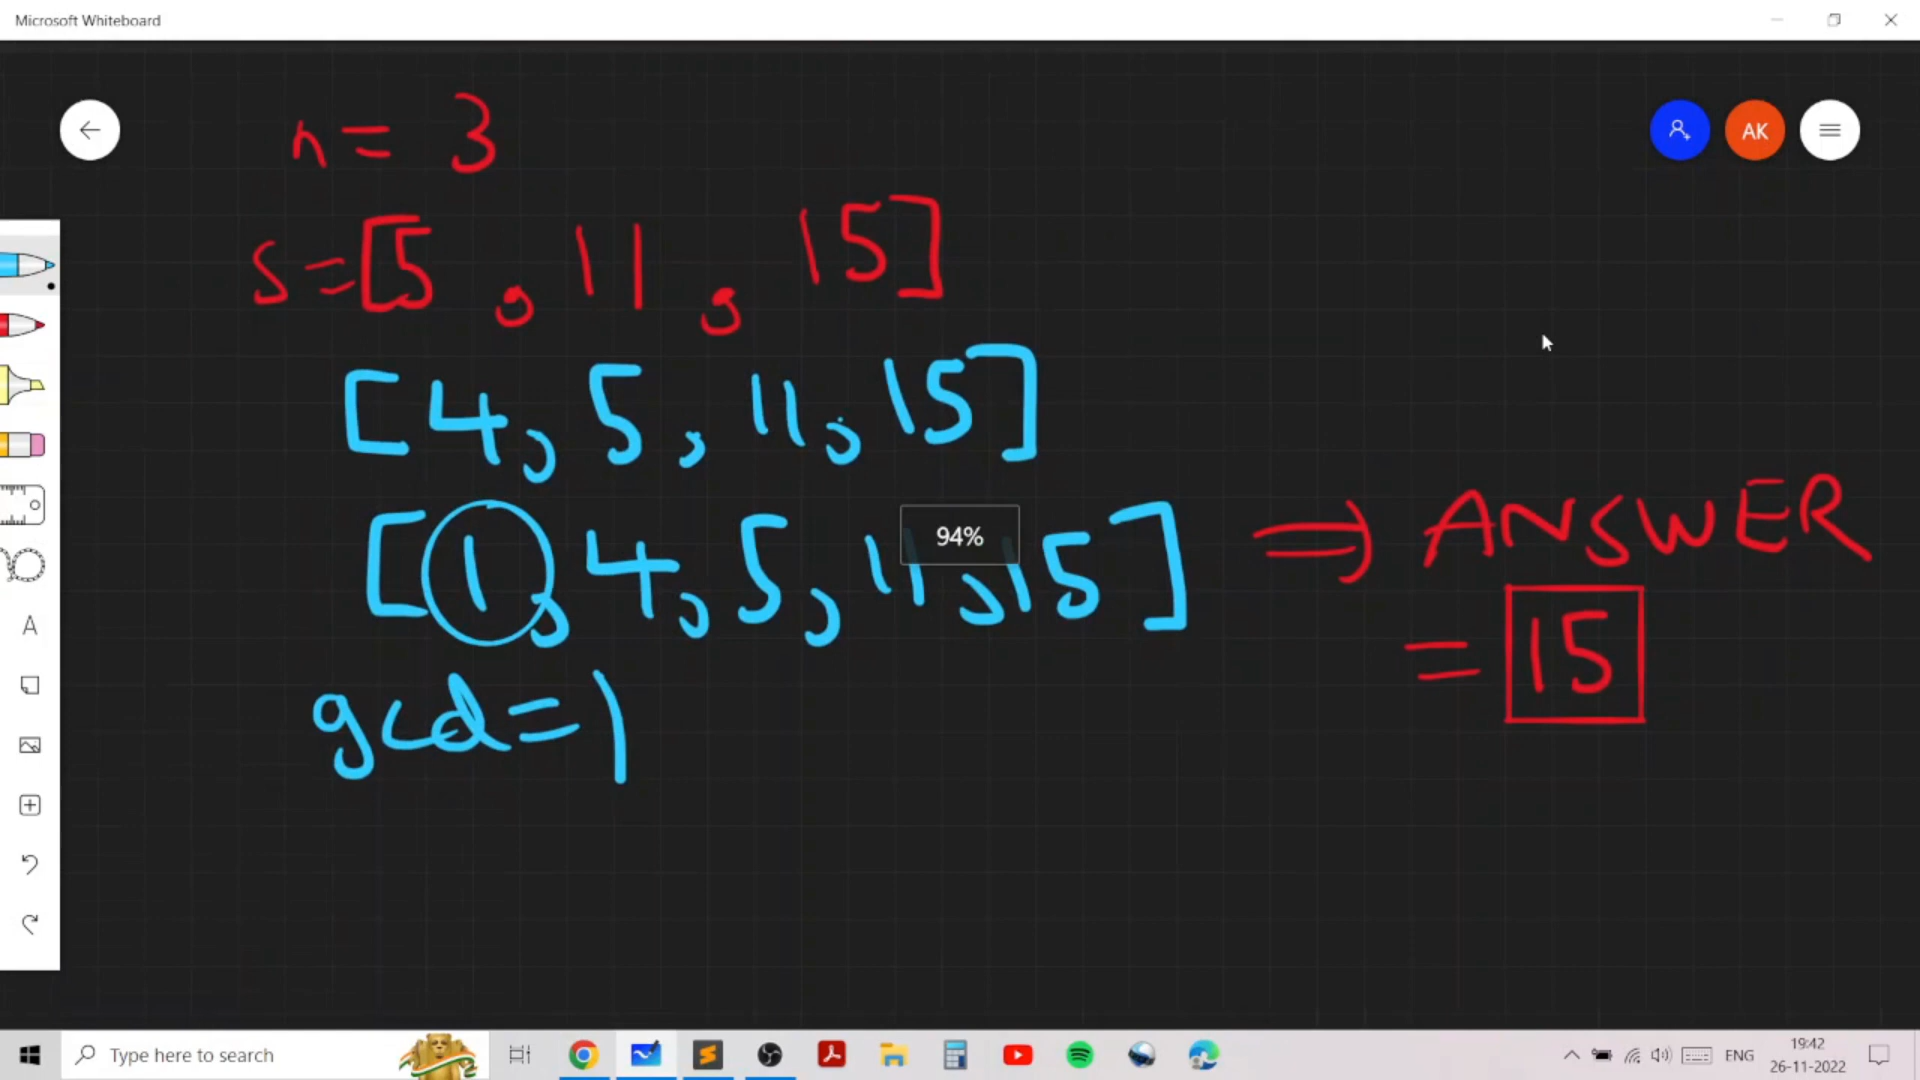 Microsoft Whiteboard
n = 3
AK
S = [5 , 11 , 15]
[4, 5, 11, 15]
94%
[1, 4, 5, 11, 15] ⇒ ANSWER
= 15
gcd = 1
A
Type here to search
ENG
19:42
26-11-2022